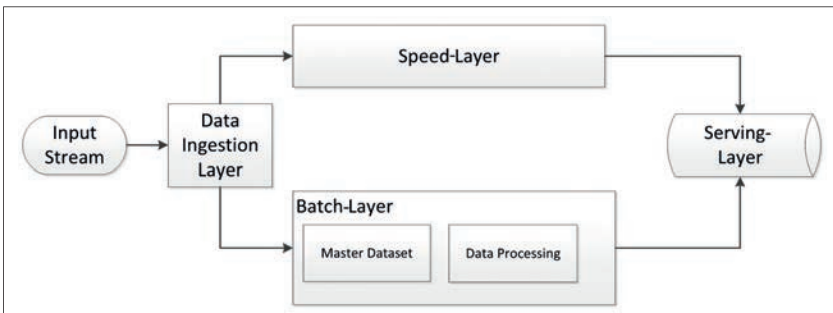 Speed-Layer
Input
Stream
Data
Ingestion
Layer
Serving-
Layer
Batch-Layer
Master Dataset
Data Processing